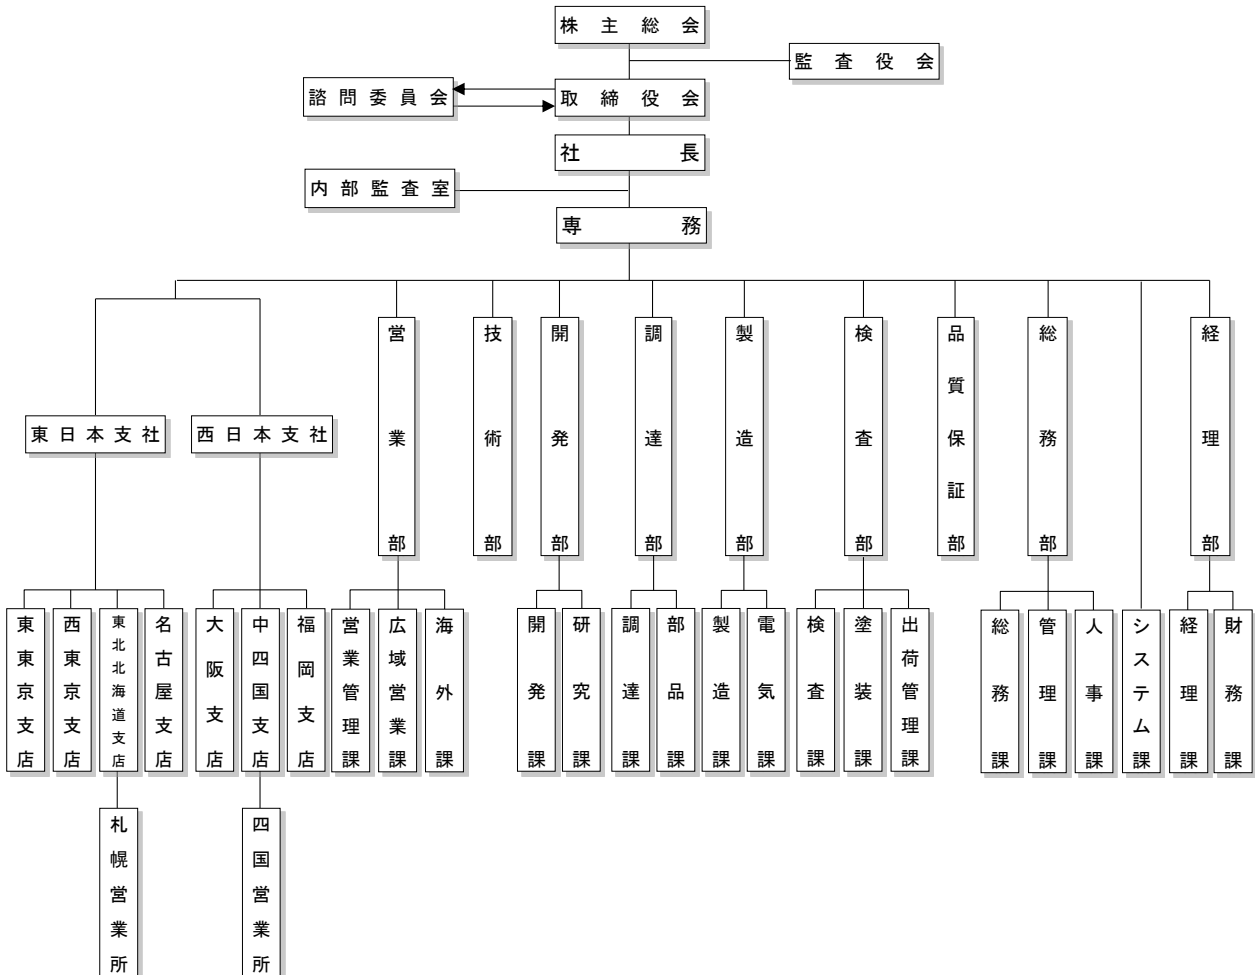 株主総会
監査役会
諮問委員会
取締役会
社長
内部監査室
専務
東日本支社
西日本支社
営業部
技術部
開発部
調達部
製造部
検査部
品質保証部
総務部
経理部
東東京支店
西東京支店
東北北海道支店
名古屋支店
大阪支店
中四国支店
福岡支店
営業管理課
広域営業課
海外課
開発課
研究課
調達課
部品課
製造課
電気課
検査課
塗装課
出荷管理課
総務課
管理課
人事課
システム課
経理課
財務課
札幌営業所
四国営業所